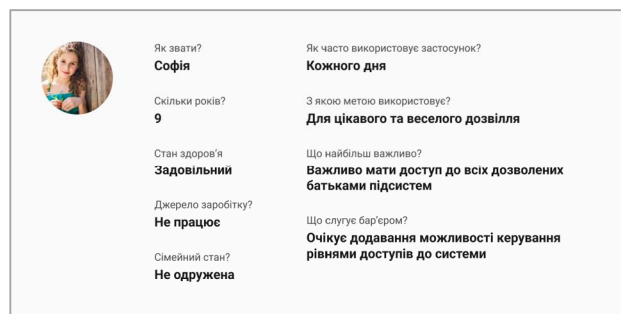 Як звати?
Софія
Скільки років?
9
Стан здоров'я
Задовільний
Джерело заробітку?
Не працює
Сімейний стан?
Не одружена
Як часто використовує застосунок?
Кожного дня
З якою метою використовує?
Для цікавого та веселого дозвілля
Що найбільш важливо?
Важливо мати доступ до всіх дозволених
батьками підсистем
Що слугує бар'єром?
Очікує додавання можливості керування
рівнями доступів до системи